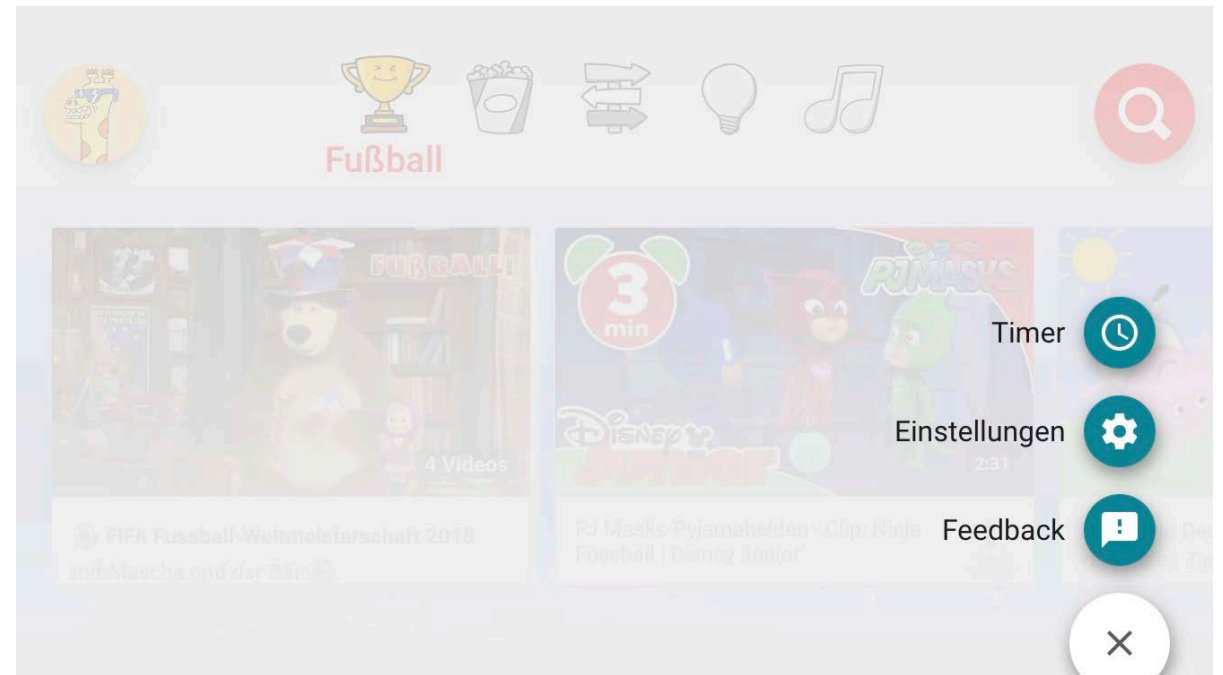 Fußball
FUßBALL!
4 Videos
FIFA Fussball-Weltmeisterschaft 2018
mit Mascha und der Bär
3
min
PJMASKS
DISNEY
JUNIOR
2:31
PJ Masks Pyjamahelden - Clip: Ninja
Fussball | Disney Junior
Timer
Einstellungen
Feedback